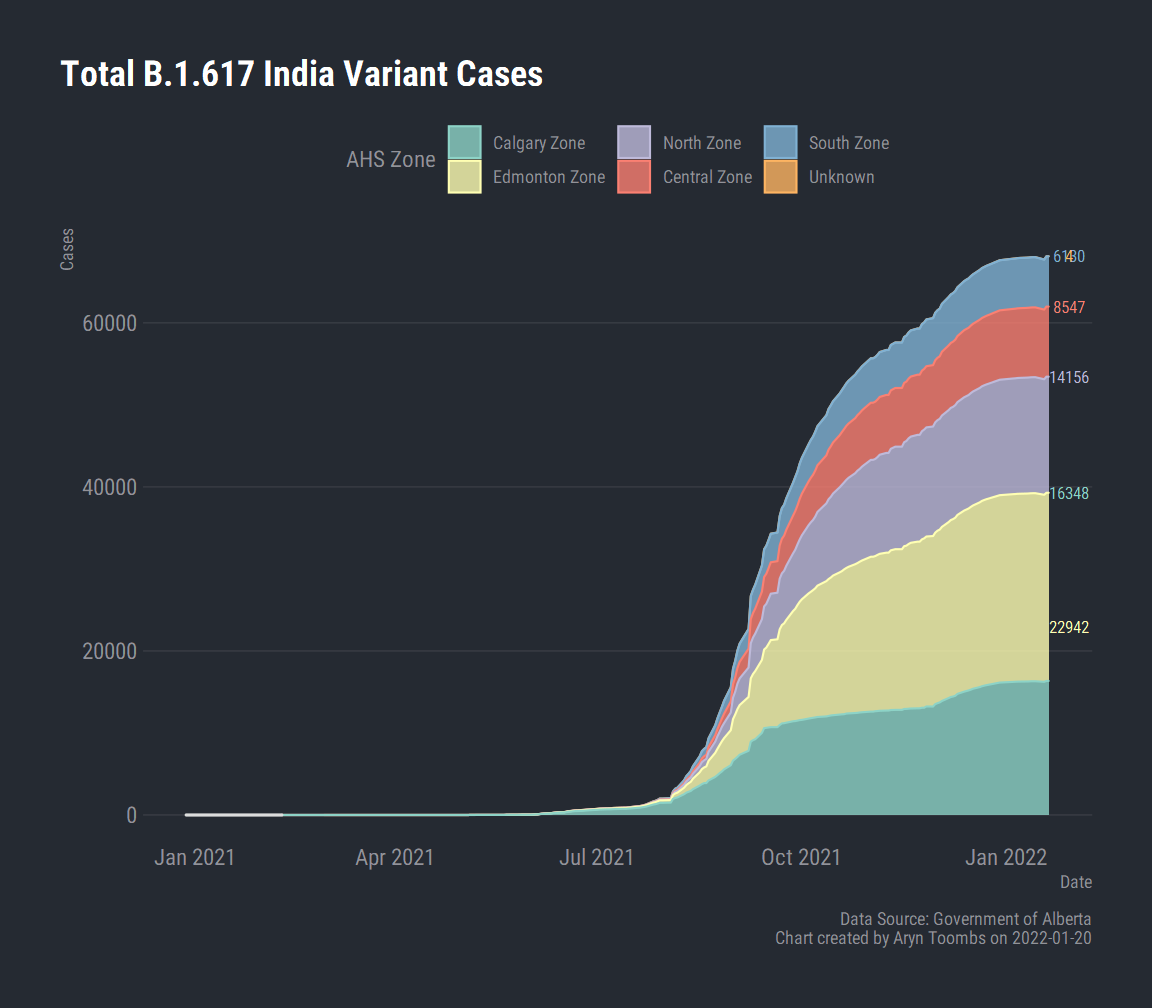 Total B.1.617 India Variant Cases
AHS Zone
Calgary Zone
North Zone
South Zone
Edmonton Zone
Central Zone
Unknown
Cases
60000
40000
20000
0
4
8547
14156
16348
22942
Jan 2021
Apr 2021
Jul 2021
Oct 2021
Jan 2022
Date
Data Source: Government of Alberta
Chart created by Aryn Toombs on 2022-01-20